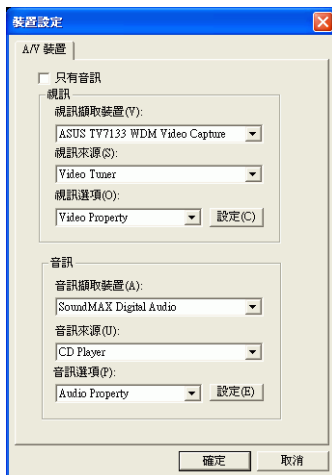 裝置設定
A/V 裝置
只有音訊
視訊
視訊擷取裝置(V):
ASUS TV7133 WDM Video Capture
視訊來源(S):
Video Tuner
視訊選項(O):
Video Property
設定(C)
音訊
音訊擷取裝置(A):
SoundMAX Digital Audio
音訊來源(U):
CD Player
音訊選項(P):
Audio Property
設定(E)
確定
取消